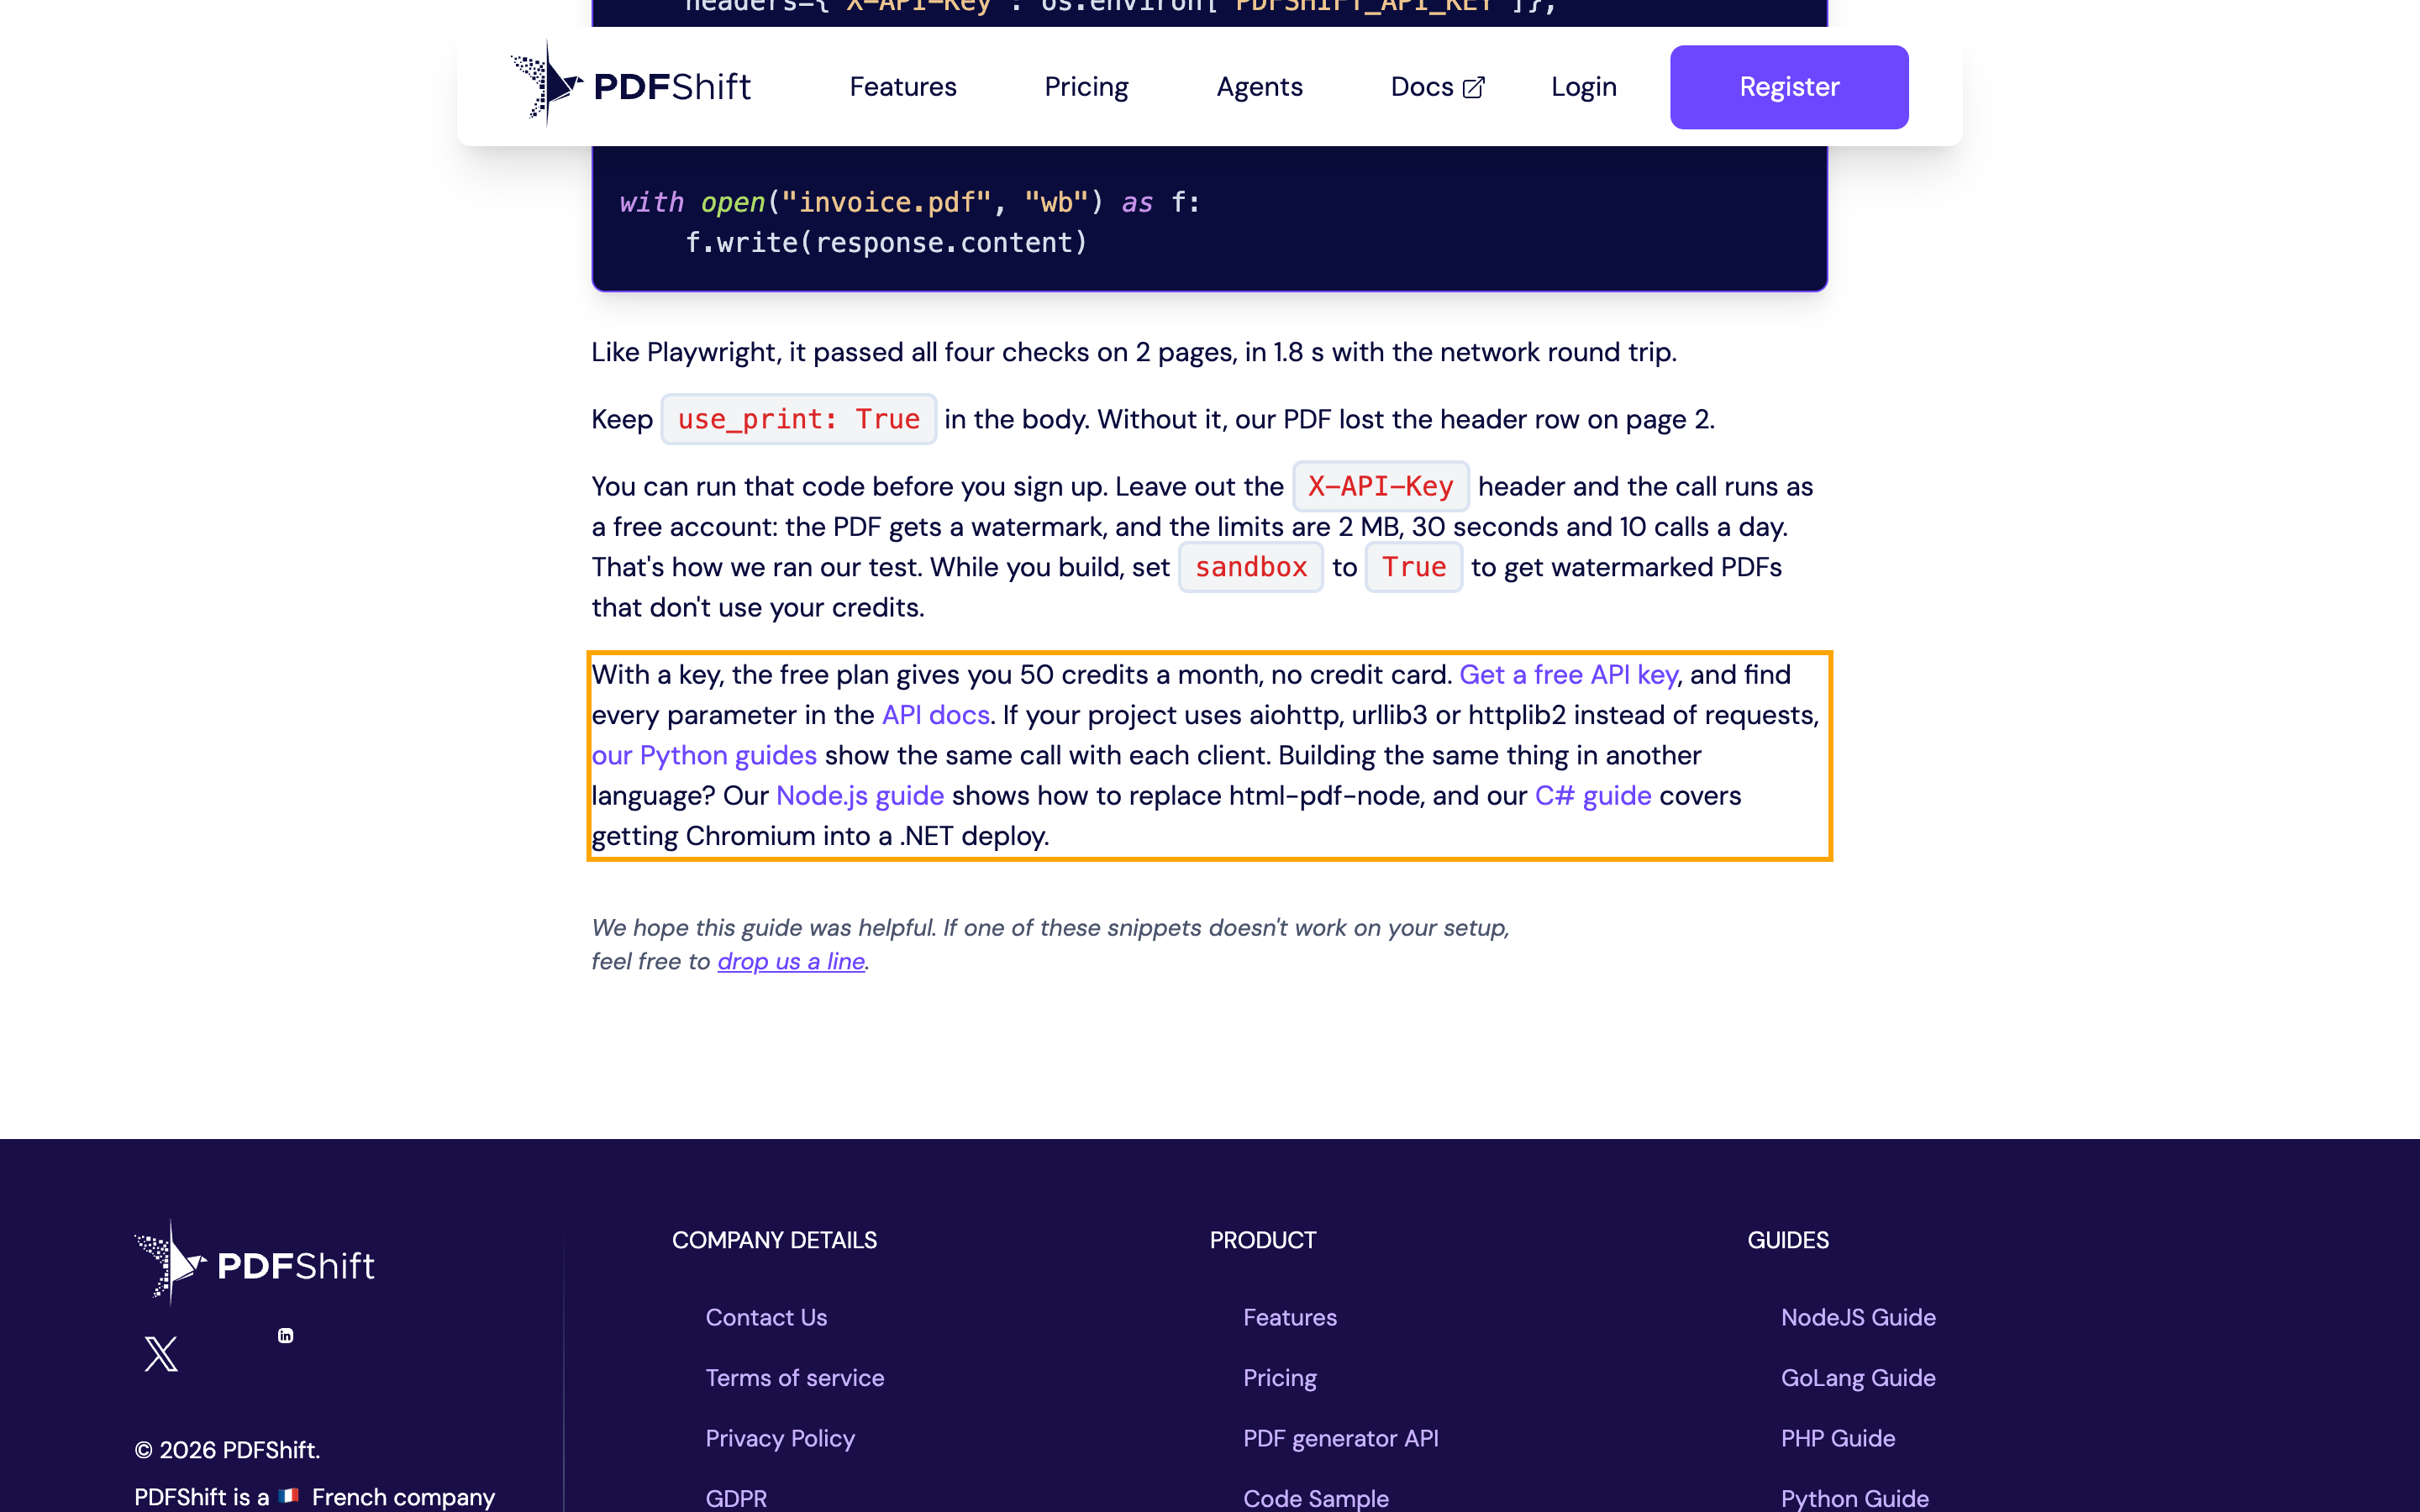 headers={"X-API-Key": os.environ["PDFSHIFT_API_KEY"]},
PDFShift
Features
Pricing
Agents
Docs
Login
Register
with open("invoice.pdf", "wb") as f:
f.write(response.content)
Like Playwright, it passed all four checks on 2 pages, in 1.8 s with the network round trip.
Keep use_print: True in the body. Without it, our PDF lost the header row on page 2.
You can run that code before you sign up. Leave out the X-API-Key header and the call runs as
a free account: the PDF gets a watermark, and the limits are 2 MB, 30 seconds and 10 calls a day.
That's how we ran our test. While you build, set sandbox to True to get watermarked PDFs
that don't use your credits.
With a key, the free plan gives you 50 credits a month, no credit card. Get a free API key, and find
every parameter in the API docs. If your project uses aiohttp, urllib3 or httplib2 instead of requests,
our Python guides show the same call with each client. Building the same thing in another
language? Our Node.js guide shows how to replace html-pdf-node, and our C# guide covers
getting Chromium into a .NET deploy.
We hope this guide was helpful. If one of these snippets doesn't work on your setup,
feel free to drop us a line.
PDFShift
in
© 2026 PDFShift.
PDFShift is a 🇫🇷 French company
COMPANY DETAILS
Contact Us
Terms of service
Privacy Policy
GDPR
PRODUCT
Features
Pricing
PDF generator API
Code Sample
GUIDES
NodeJS Guide
GoLang Guide
PHP Guide
Python Guide